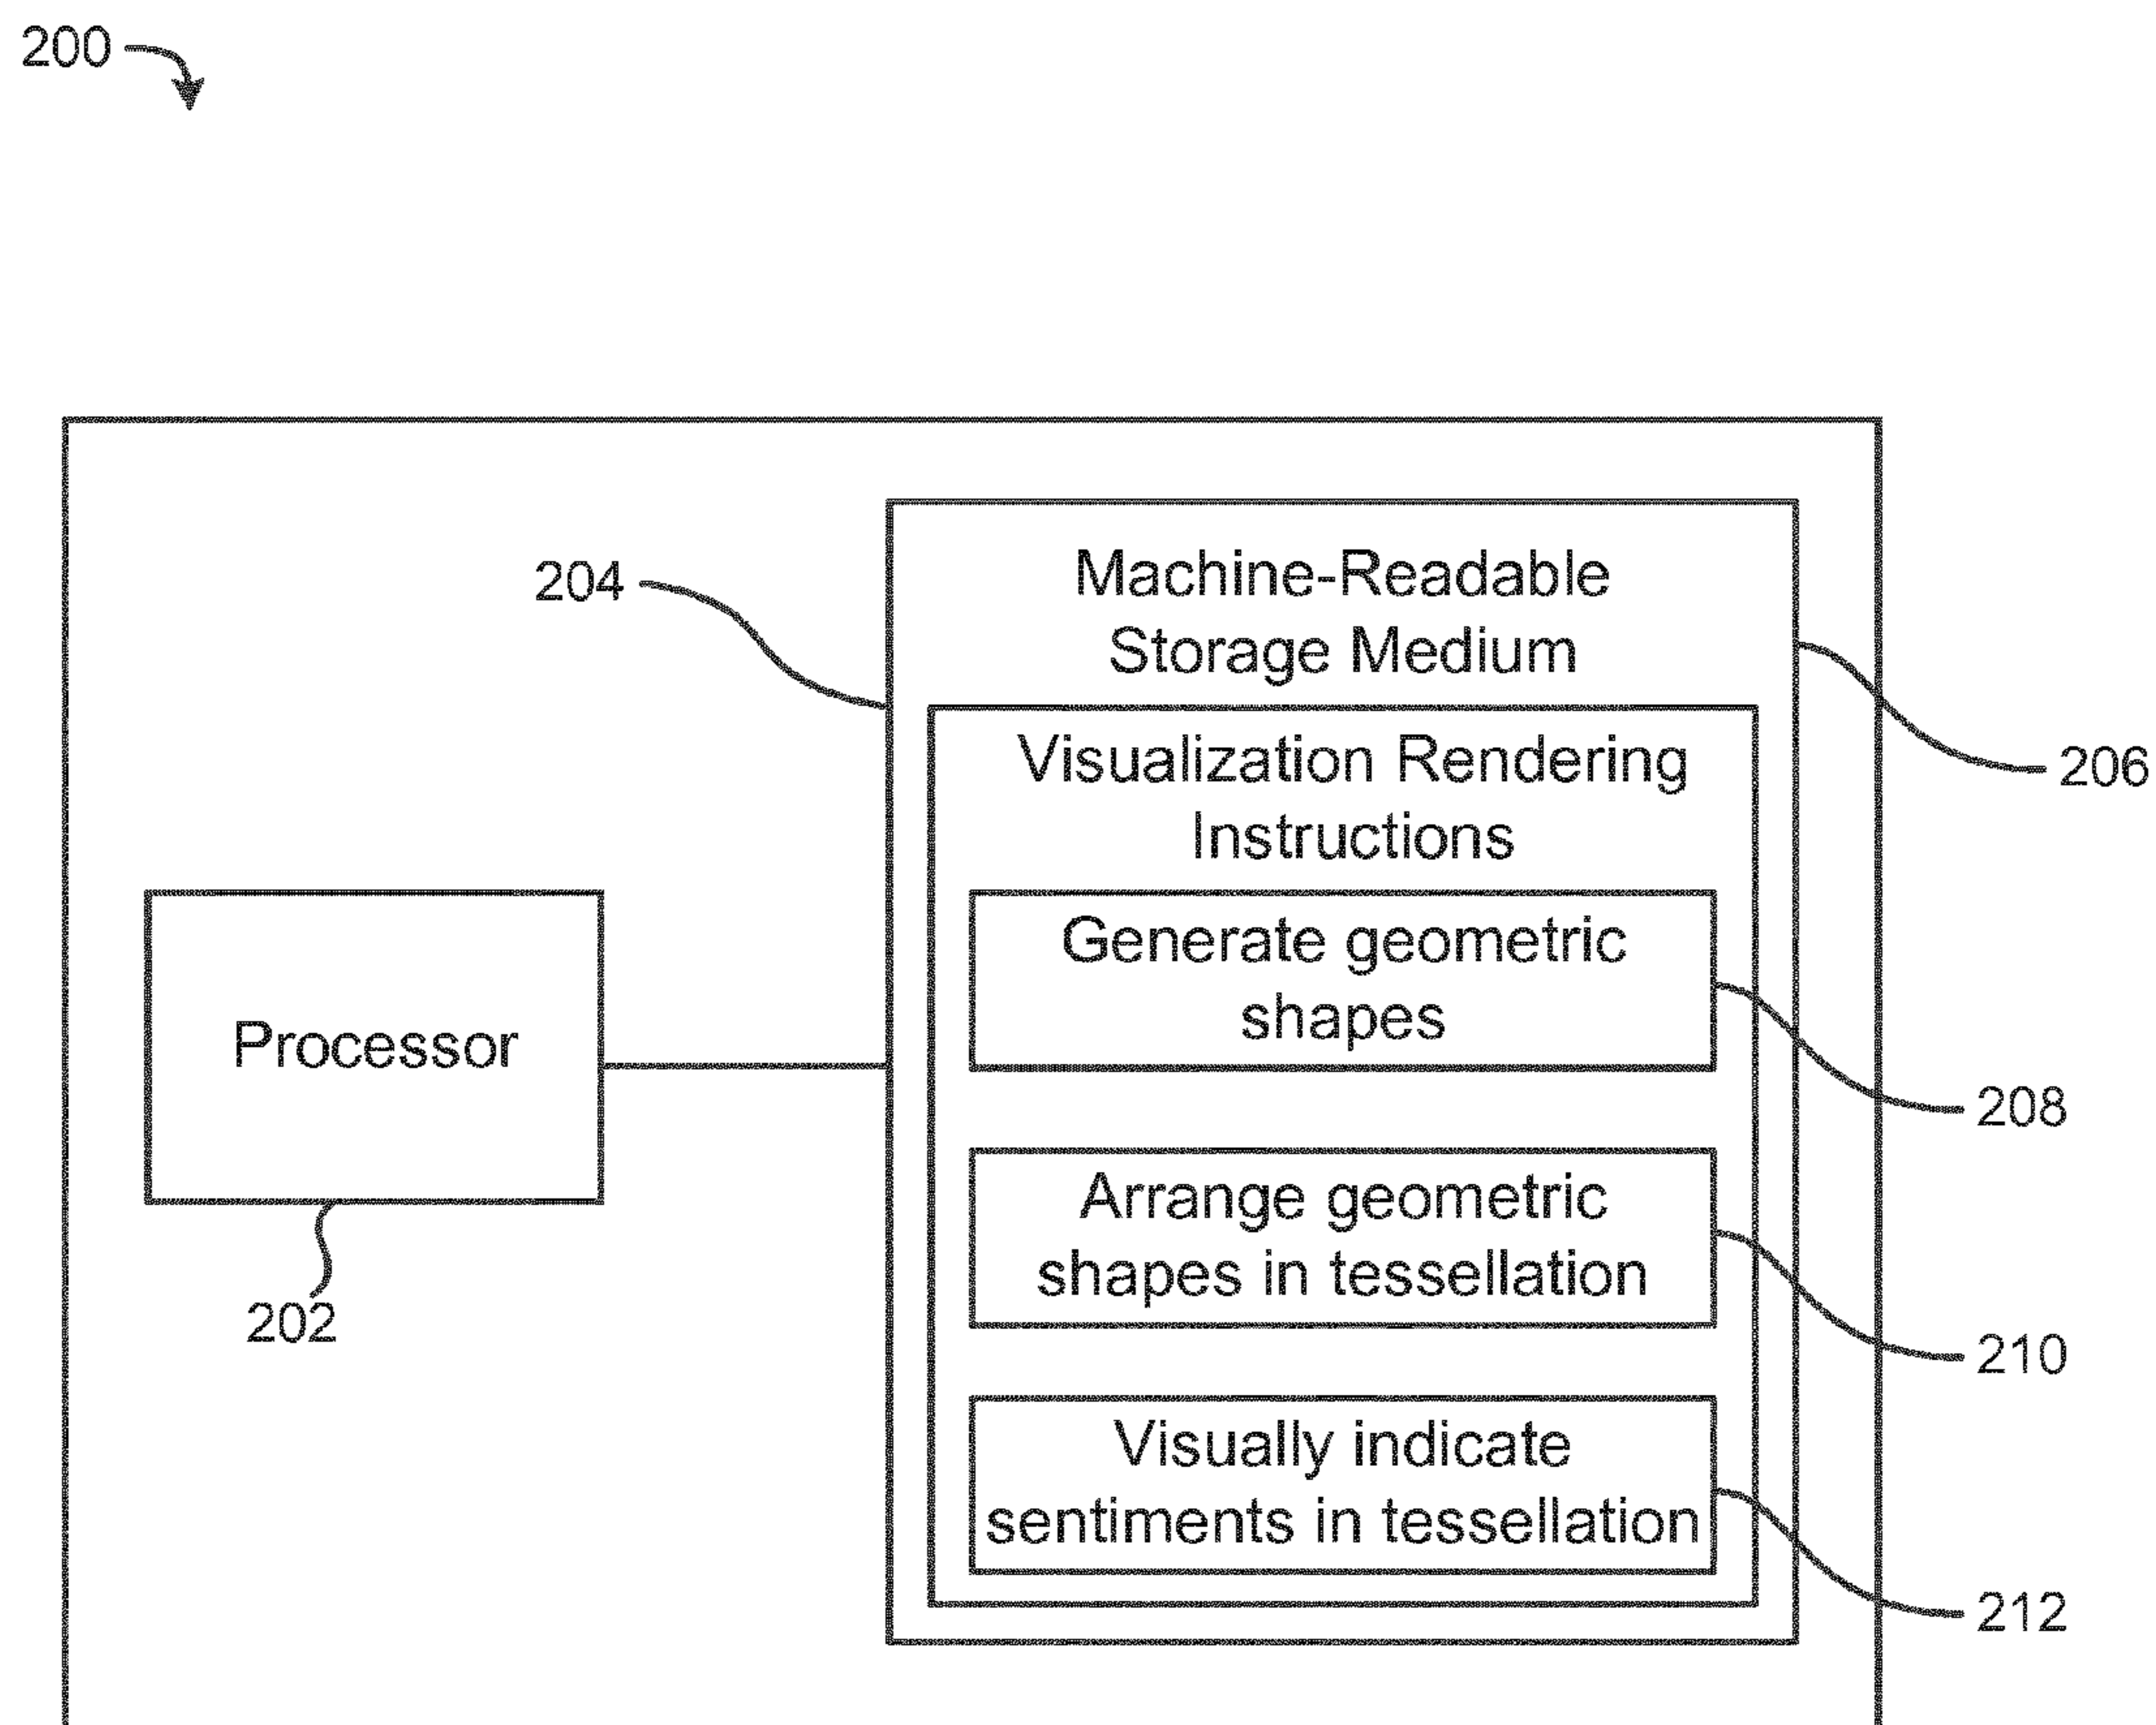 200
204
Machine-Readable
Storage Medium
206
Visualization Rendering
Instructions
Generate geometric
shapes
208
Processor
202
Arrange geometric
shapes in tessellation
210
Visually indicate
sentiments in tessellation
212